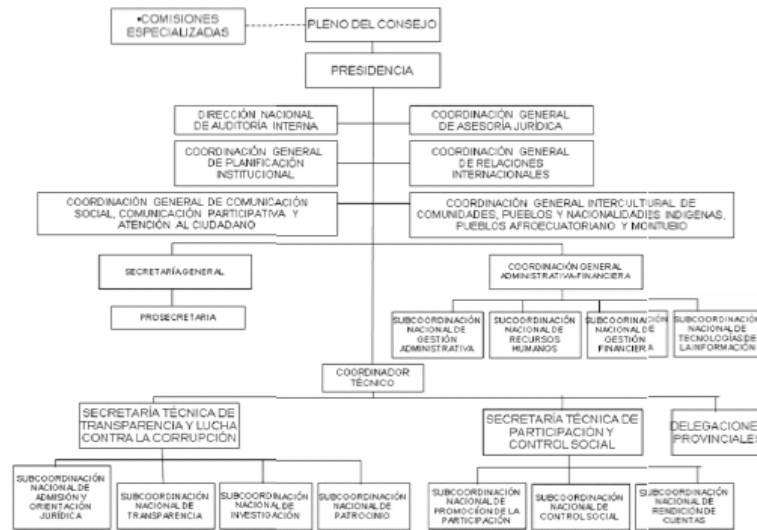 •COMISIONES
ESPECIALIZADAS
PLENO DEL CONSEJO
PRESIDENCIA
DIRECCIÓN NACIONAL
DE AUDITORÍA INTERNA
COORDINACIÓN GENERAL
DE ASESORÍA JURÍDICA
COORDINACIÓN GENERAL
DE PLANIFICACIÓN
INSTITUCIONAL
COORDINACIÓN GENERAL
DE RELACIONES
INTERNACIONALES
COORDINACIÓN GENERAL DE COMUNICACIÓN
SOCIAL, COMUNICACIÓN PARTICIPATIVA Y
ATENCIÓN AL CIUDADANO
COORDINACIÓN GENERAL INTERCULTURAL DE
COMUNIDADES, PUEBLOS Y NACIONALIDADES INDIGENAS,
PUEBLOS AFROECUATORIANO Y MONTUBIO
SECRETARÍA GENERAL
COORDINACIÓN GENERAL
ADMINISTRATIVA-FINANCIERA
PROSECRETARIA
SUBCOORDINACIÓN
NACIONAL DE
GESTIÓN
ADMINISTRATIVA
SUBCOORDINACIÓN
NACIONAL DE
RECURSOS
HUMANOS
SUBCOORINACIÓN
NACIONAL DE
GESTIÓN
FINANCIERA
SUBCOORDINACIÓN
NACIONAL DE
TECNOLOGÍAS DE
LA INFORMACIÓN
COORDINADOR
TÉCNICO
SECRETARÍA TÉCNICA DE
TRANSPARENCIA Y LUCHA
CONTRA LA CORRUPCIÓN
SECRETARÍA TÉCNICA DE
PARTICIPACIÓN Y
CONTROL SOCIAL
DELEGACIONES
PROVINCIALES
SUBCOORDINACIÓN
NACIONAL DE
ADMISIÓN Y
ORIENTACIÓN
JURÍDICA
SUBCOORDINACIÓN
NACIONAL DE
TRANSPARENCIA
SUBCOORDINACIÓN
NACIONAL DE
INVESTIGACIÓN
SUBCOORDINACIÓN
NACIONAL DE
PATROCINIO
SUBCOORDINACIÓN
NACIONAL DE
PROMOCIÓN DE LA
PARTICIPACIÓN
SUBCOORDINACIÓN
NACIONAL DE
CONTROL SOCIAL
SUBCOORDINACIÓN
NACIONAL DE
RENDICIÓN DE
CUENTAS